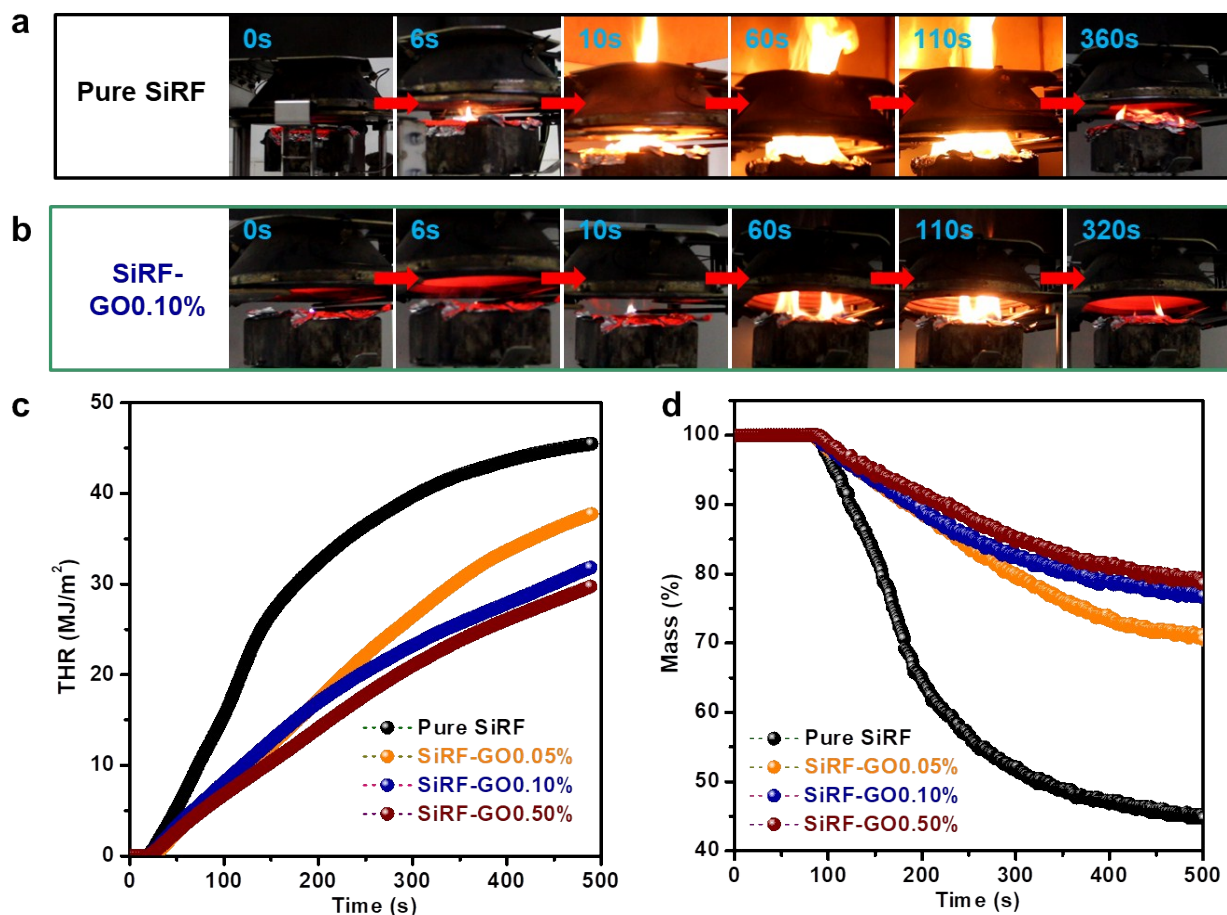 a
Pure SiRF
0s 6s 10s 60s 110s 360s
b
SiRF-
GO0.10%
0s 6s 10s 60s 110s 320s
c
50
40
30
20
10
0
THR (MJ/m²)
Pure SiRF
SiRF-GO0.05%
SiRF-GO0.10%
SiRF-GO0.50%
0 100 200 300 400 500
Time (s)
d
100
90
80
70
60
50
40
Mass (%)
Pure SiRF
SiRF-GO0.05%
SiRF-GO0.10%
SiRF-GO0.50%
0 100 200 300 400 500
Time (s)